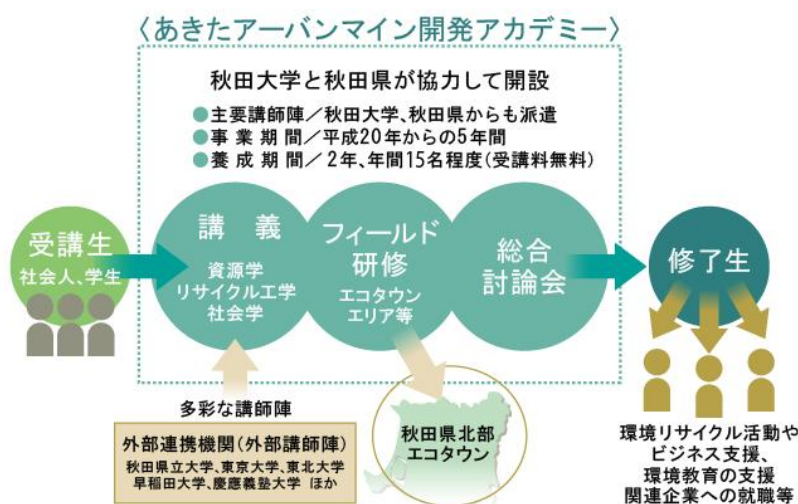 〈あきたアーバンマイン開発アカデミー〉
秋田大学と秋田県が協力して開設
●主要講師陣／秋田大学、秋田県からも派遣
●事業期間／平成20年からの5年間
●養成期間／2年、年間15名程度(受講料無料)
受講生
社会人、学生
講義
資源学
リサイクル工学
社会学
フィールド
研修
エコタウン
エリア等
総合
討論会
修了生
多彩な講師陣
外部連携機関(外部講師陣)
秋田県立大学、東京大学、東北大学
早稲田大学、慶應義塾大学 ほか
秋田県北部
エコタウン
環境リサイクル活動や
ビジネス支援、
環境教育の支援
関連企業への就職等